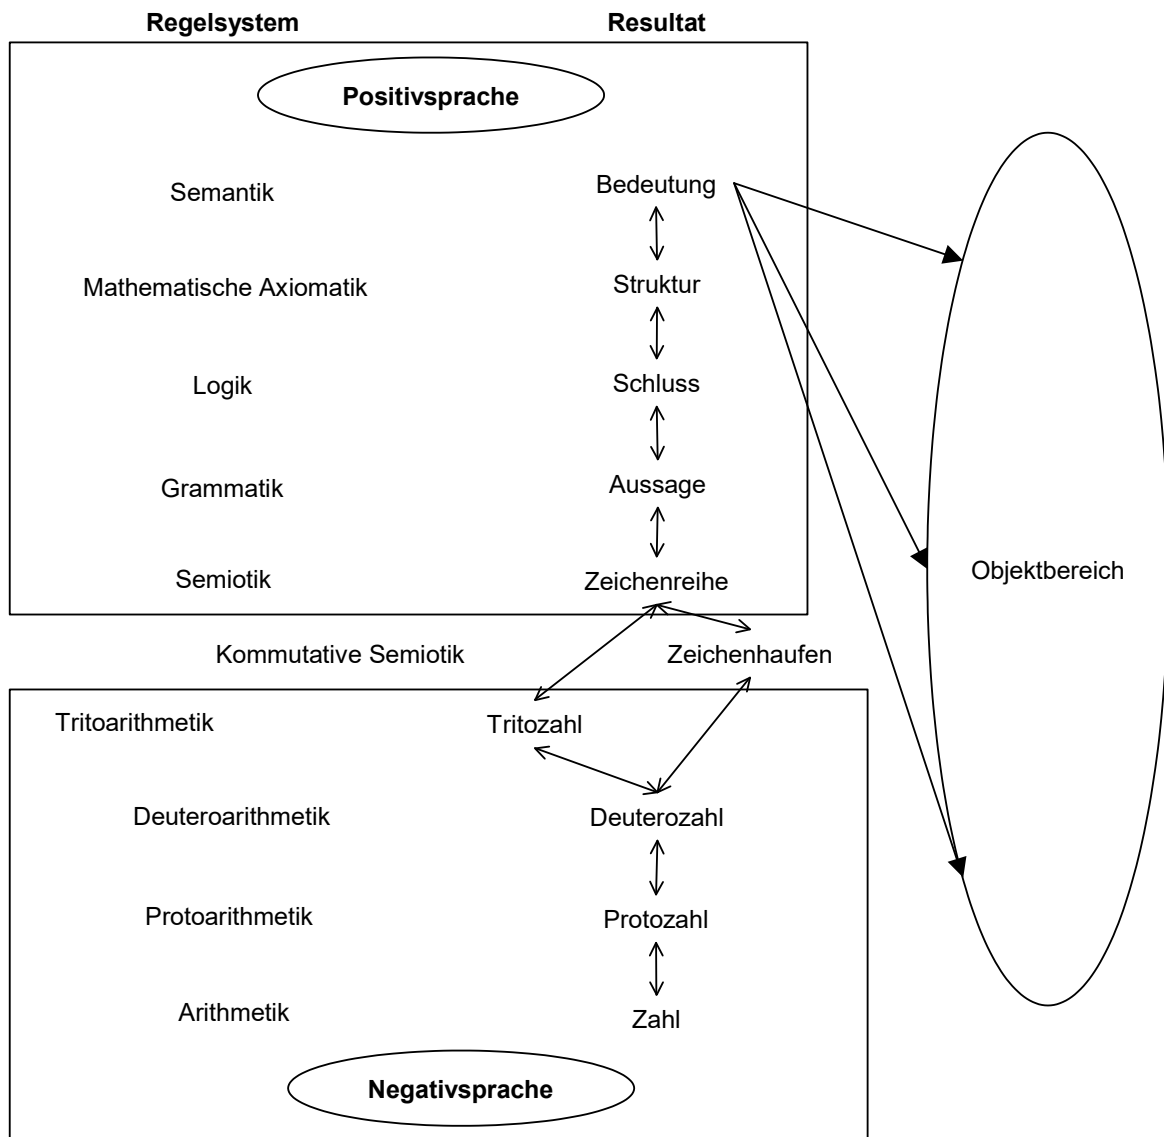 Regelsystem Resultat
Positivsprache
Semantik Bedeutung
Mathematische Axiomatik Struktur
Logik Schluss
Grammatik Aussage
Objektbereich
Semiotik Zeichenreihe
Kommutative Semiotik Zeichenhaufen
Tritoarithmetik Tritozahl
Deuteroarithmetik Deuterozahl
Protoarithmetik Protozahl
Arithmetik Zahl
Negativsprache